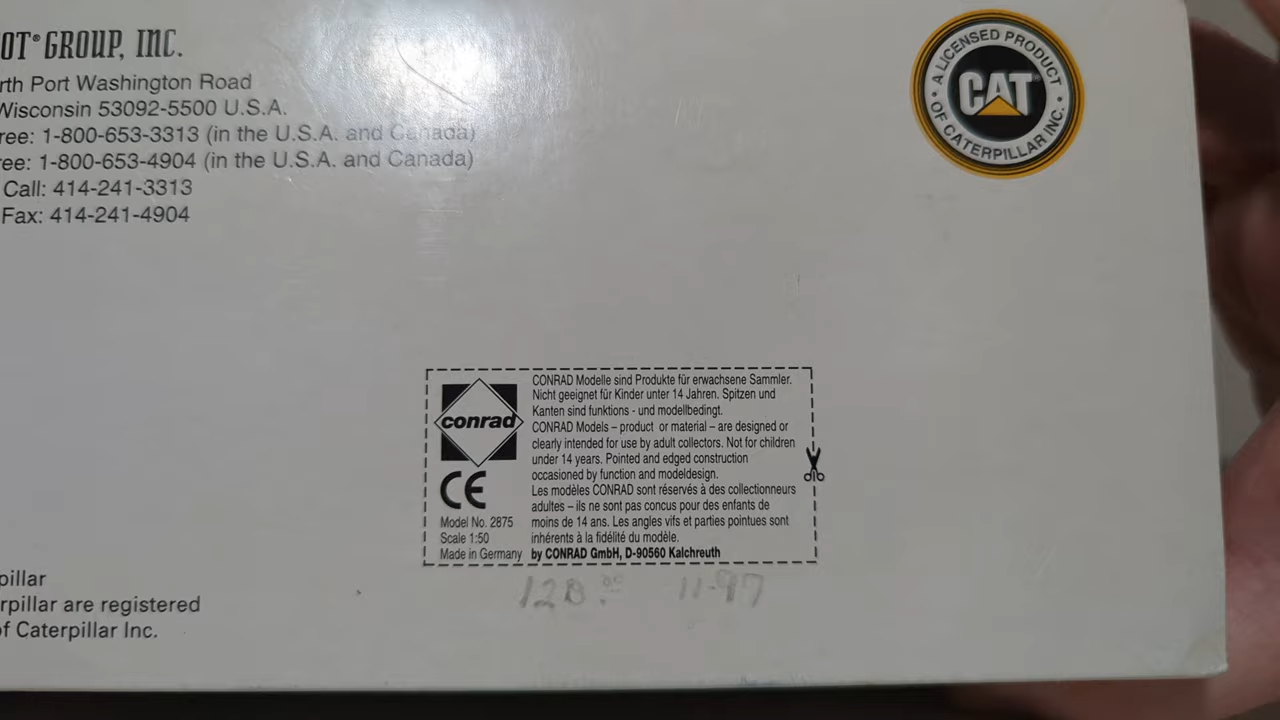 OT® GROUP, INC.
rth Port Washington Road
Wisconsin 53092-5500 U.S.A.
ree: 1-800-653-3313 (in the U.S.A. and Canada)
ree: 1-800-653-4904 (in the U.S.A. and Canada)
Call: 414-241-3313
Fax: 414-241-4904
A LICENSED PRODUCT
CAT
OF CATERPILLAR INC.
conrad
CE
Model No. 2875
Scale 1:50
Made in Germany
CONRAD Modelle sind Produkte für erwachsene Sammler.
Nicht geeignet für Kinder unter 14 Jahren. Spitzen und
Kanten sind funktions - und modellbedingt.
CONRAD Models – product or material – are designed or
clearly intended for use by adult collectors. Not for children
under 14 years. Pointed and edged construction
occasioned by function and modeldesign.
Les modèles CONRAD sont réservés à des collectionneurs
adultes – ils ne sont pas concus pour des enfants de
moins de 14 ans. Les angles vifs et parties pointues sont
inhérents à la fidélité du modèle.
by CONRAD GmbH, D-90560 Kalchreuth
11-97
pillar
rpillar are registered
of Caterpillar Inc.